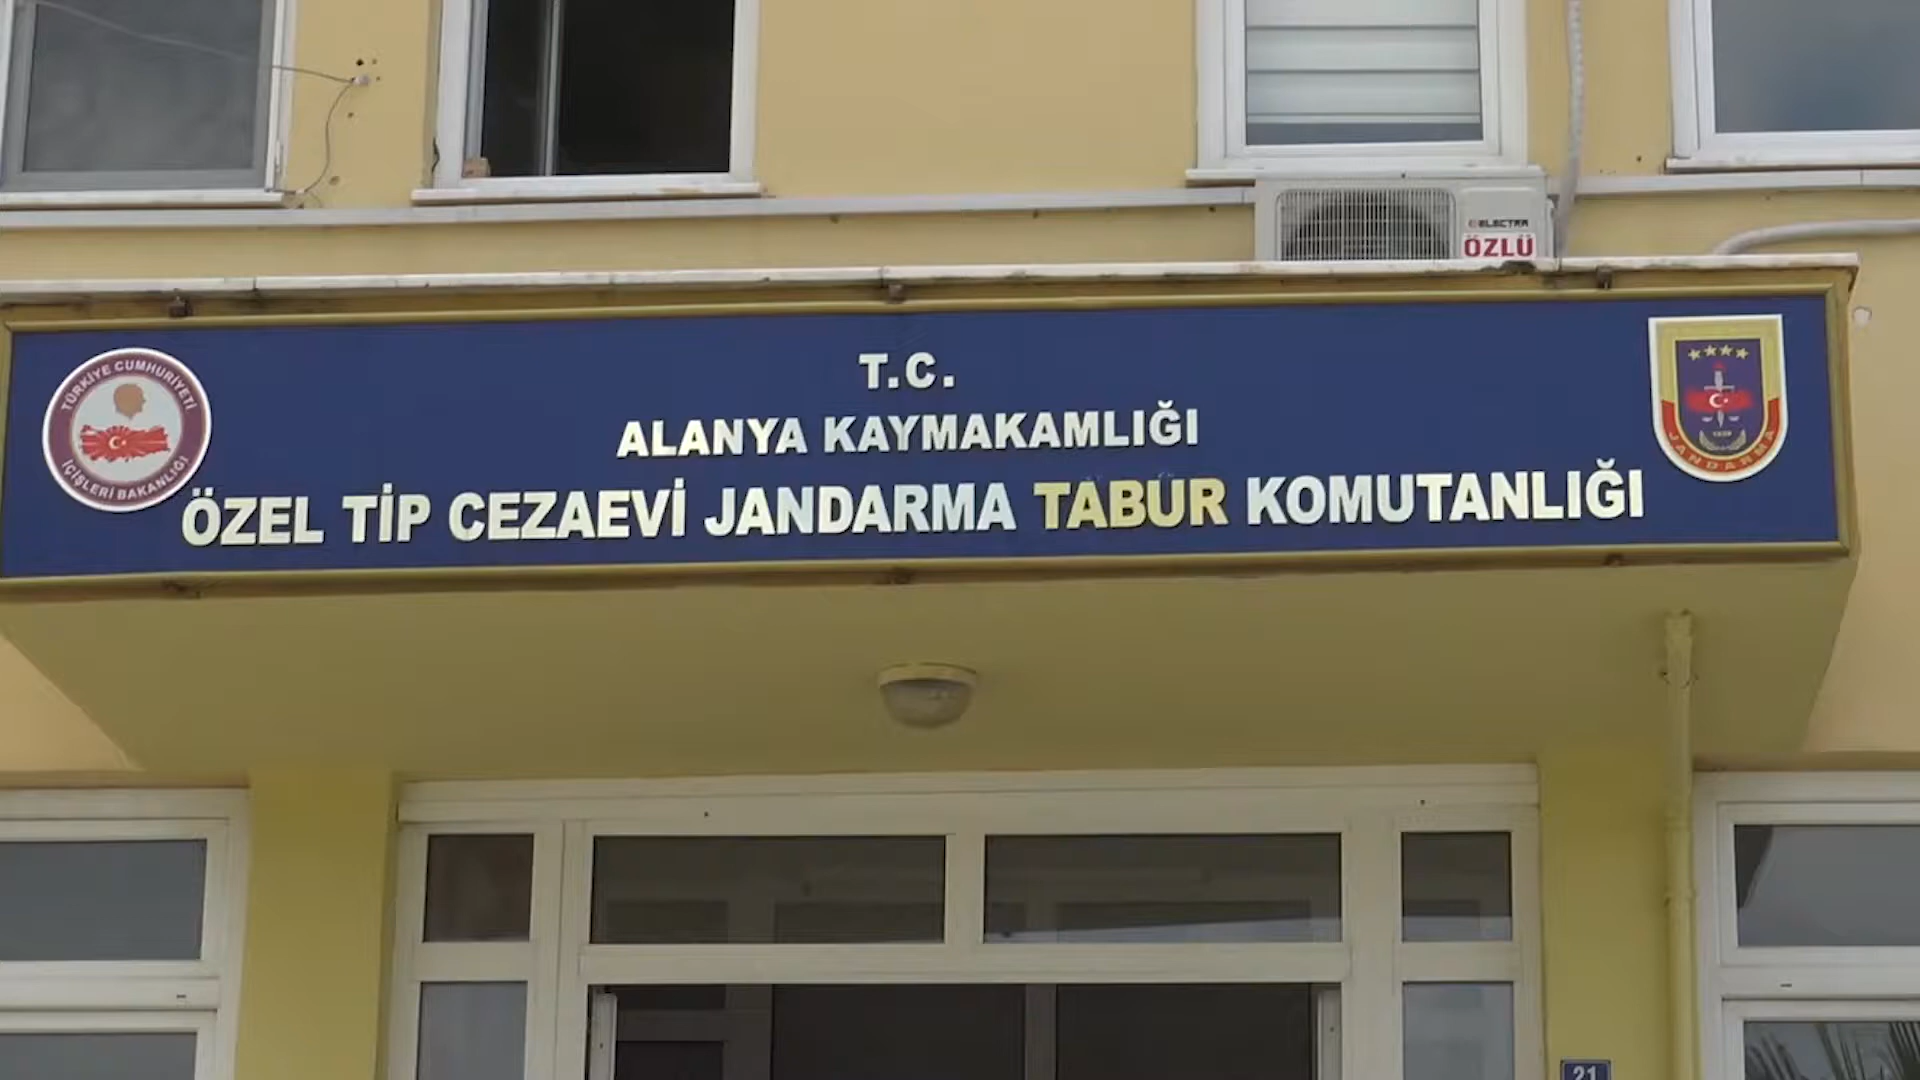 ELECTRA
ÖZLÜ
T.C.
ALANYA KAYMAKAMLIĞI
ÖZEL TİP CEZAEVİ JANDARMA TABUR KOMUTANLIĞI
TÜRKİYE CUMHURİYETİ
İÇİŞLERİ BAKANLIĞI
JANDARMA
21